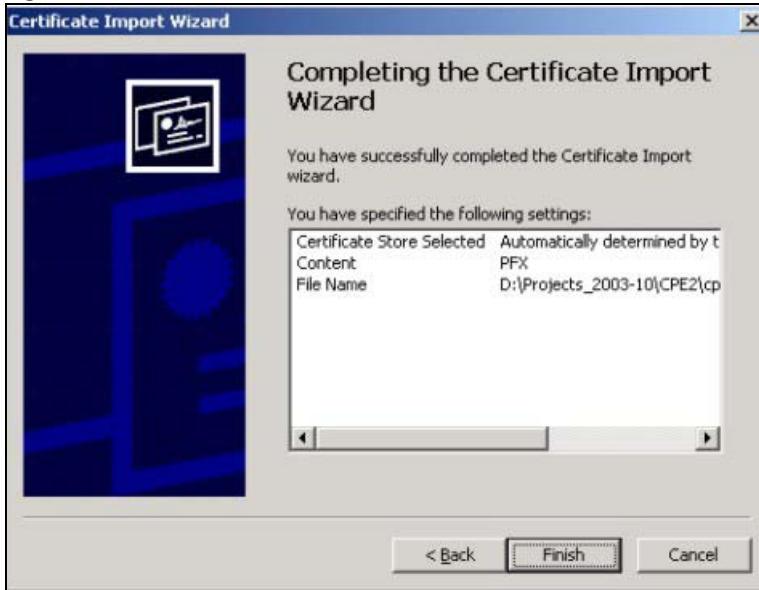 Certificate Import Wizard
Completing the Certificate Import
Wizard
You have successfully completed the Certificate Import
wizard.
You have specified the following settings:
Certificate Store Selected Automatically determined by t
Content PFX
File Name D:\Projects_2003-10\CPE2\cp
< Back Finish Cancel